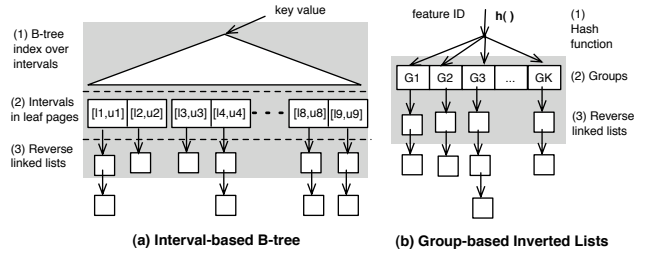 key value
(1) B-tree
index over
intervals
(2) Intervals
in leaf pages
[l1,u1] [l2,u2] [l3,u3] [l4,u4] [l8,u8] [l9,u9]
(3) Reverse
linked lists
(a) Interval-based B-tree
feature ID
h( )
(1)
Hash
function
G1 G2 G3 ... GK
(2) Groups
(3) Reverse
linked lists
(b) Group-based Inverted Lists